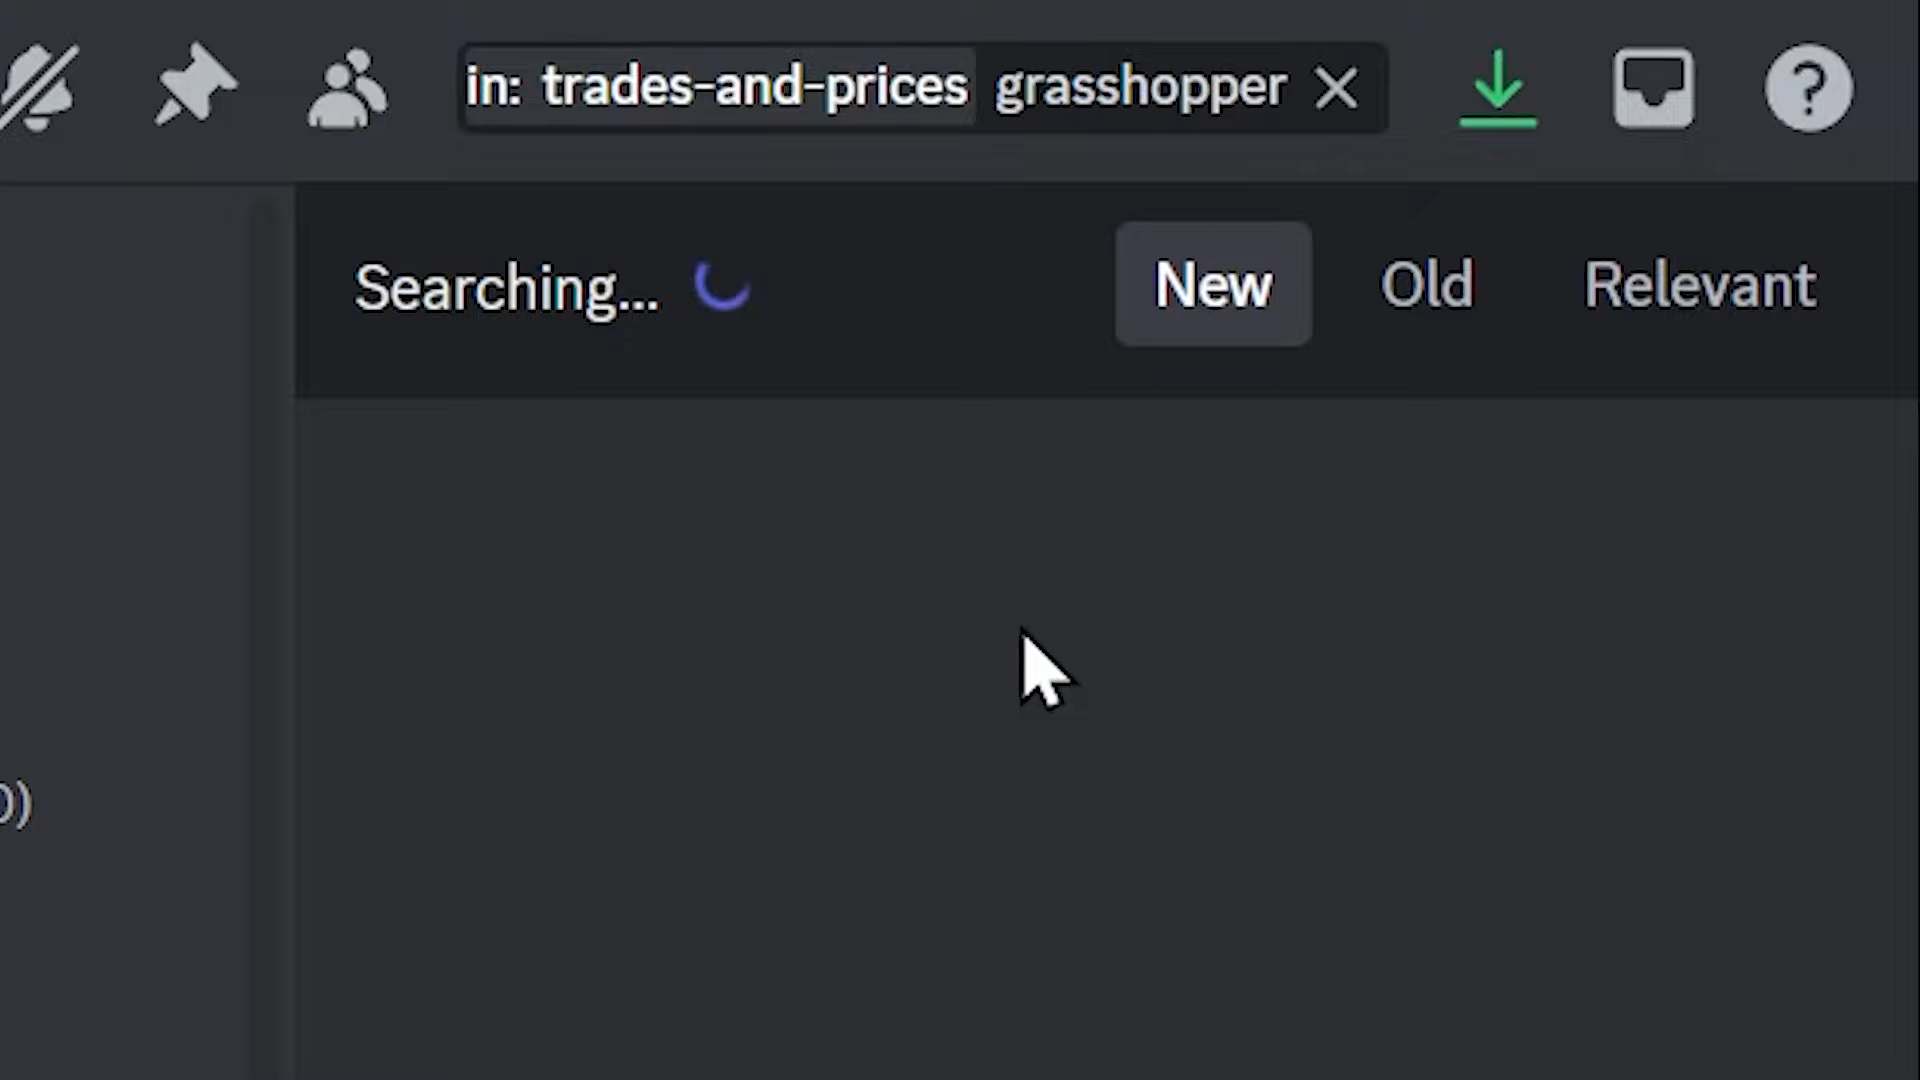 in: trades-and-prices grasshopper
Searching... New Old Relevant